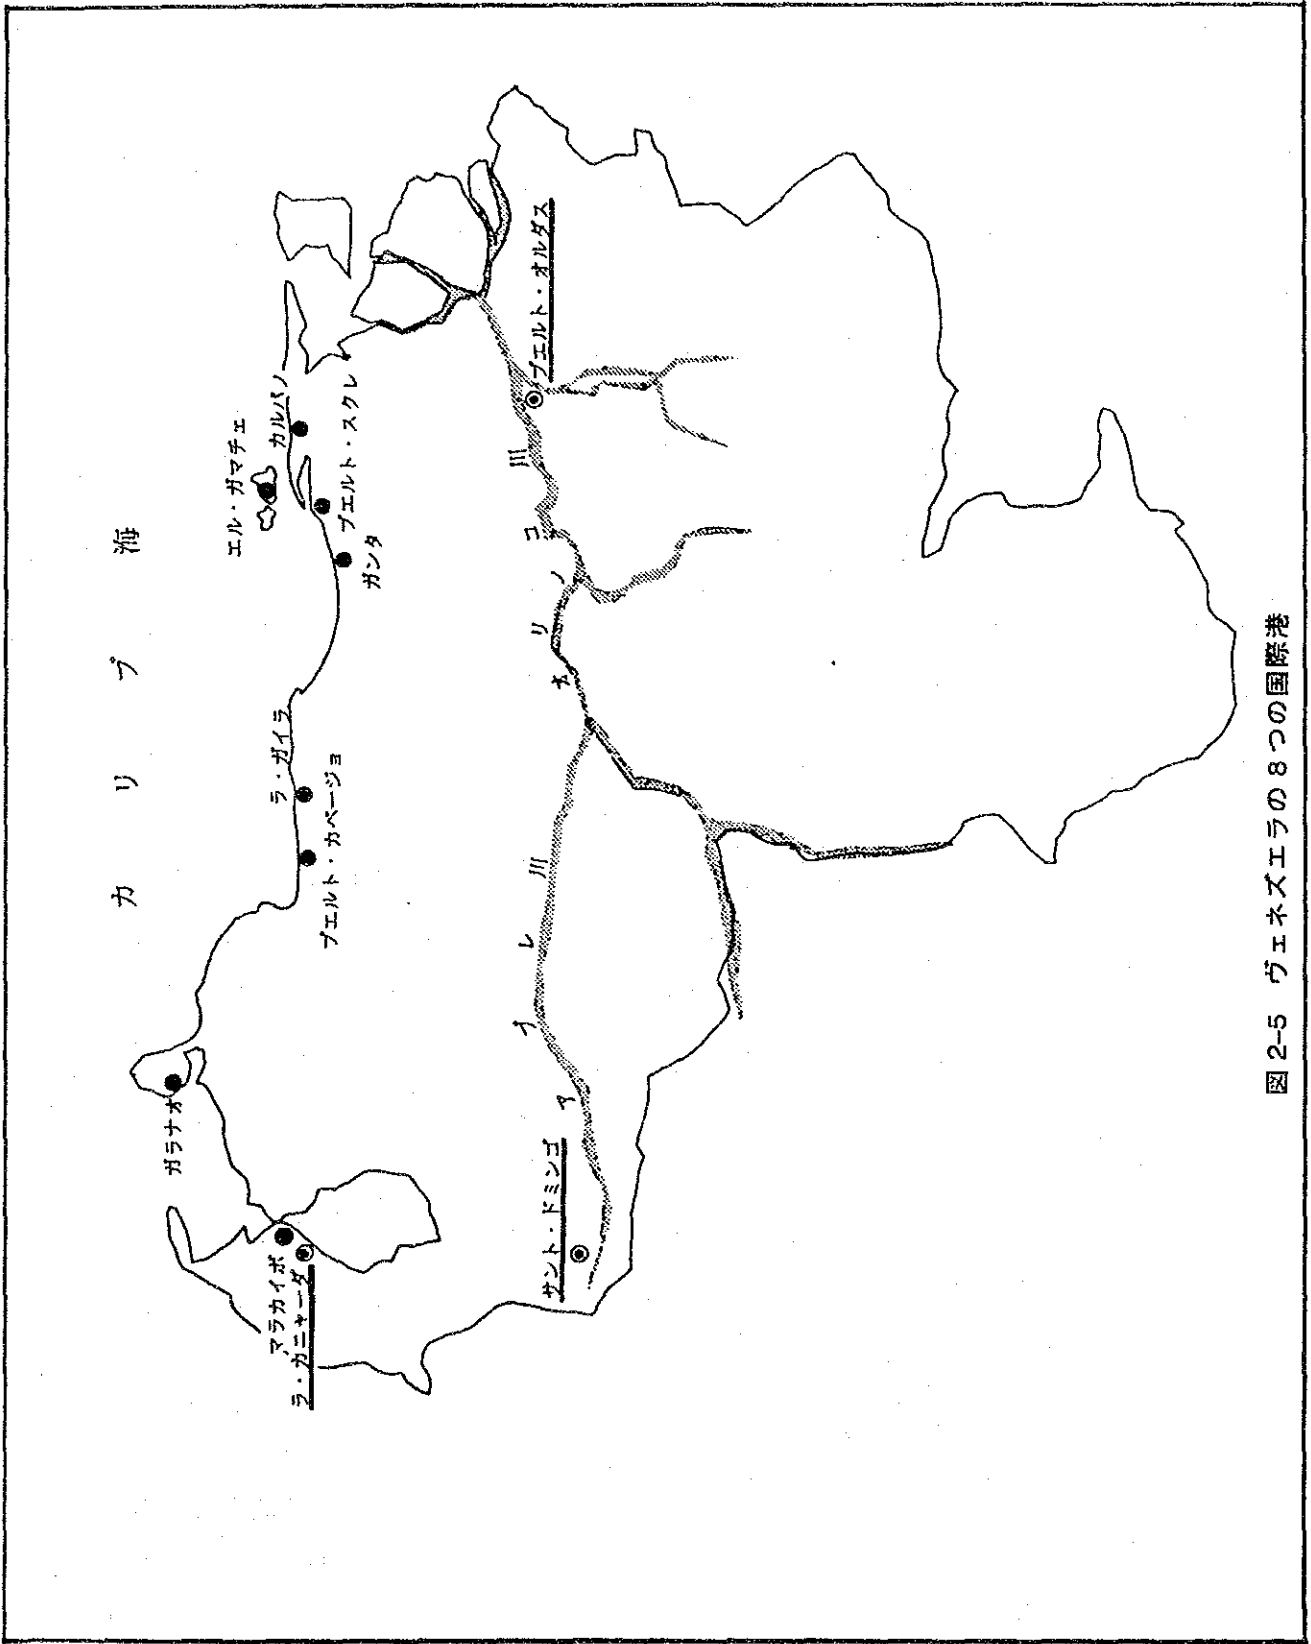 カリブ海
ガラナオ
マラカイボ
ラ・カニャーダ
プエルト・カベージョ
ラ・ガイラ
エル・ガマチェ
カルパノ
プエルト・スクレ
ガンタ
サント・ドミンゴ
アプレ川
オリノコ川
プエルト・オルダス
図2-5 ヴェネズエラの8つの国際港